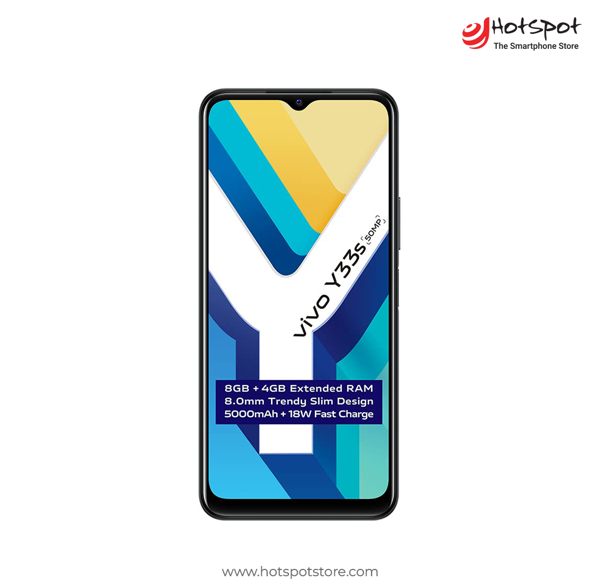 HOTSPOT
The Smartphone Store
vivo Y33s 50MP
8GB + 4GB Extended RAM
8.0mm Trendy Slim Design
5000mAh + 18W Fast Charge
www.hotspotstore.com